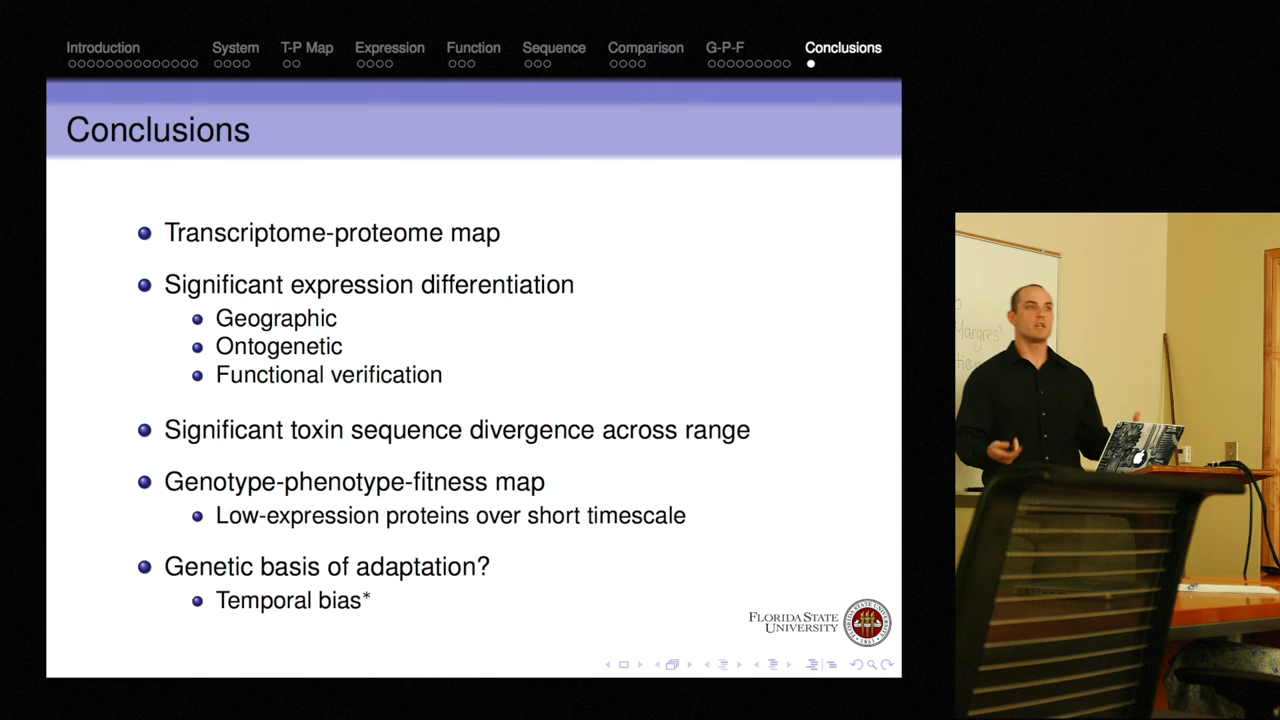 Introduction System T-P Map Expression Function Sequence Comparison G-P-F Conclusions
Conclusions
Transcriptome-proteome map
Significant expression differentiation
Geographic
Ontogenetic
Functional verification
Significant toxin sequence divergence across range
Genotype-phenotype-fitness map
Low-expression proteins over short timescale
Genetic basis of adaptation?
Temporal bias*
FLORIDA STATE
UNIVERSITY
Margres'